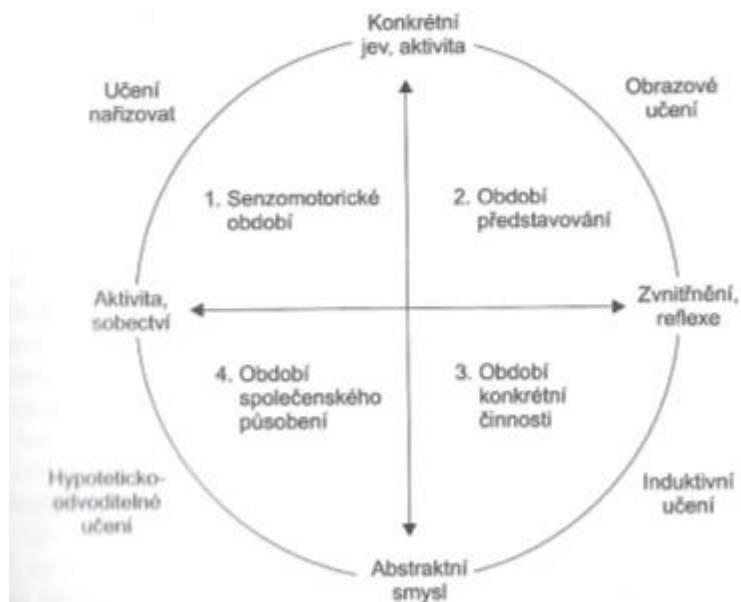 Konkrétní
jev, aktivita
Učení
nařizovat
Obrazové
učení
1. Senzomotorické
období
2. Období
představování
Aktivita,
sobectví
Zvnitřnění,
reflexe
4. Období
společenského
působení
3. Období
konkrétní
činnosti
Hypoteticko-
odvoditelné
učení
Induktivní
učení
Abstraktní
smysl